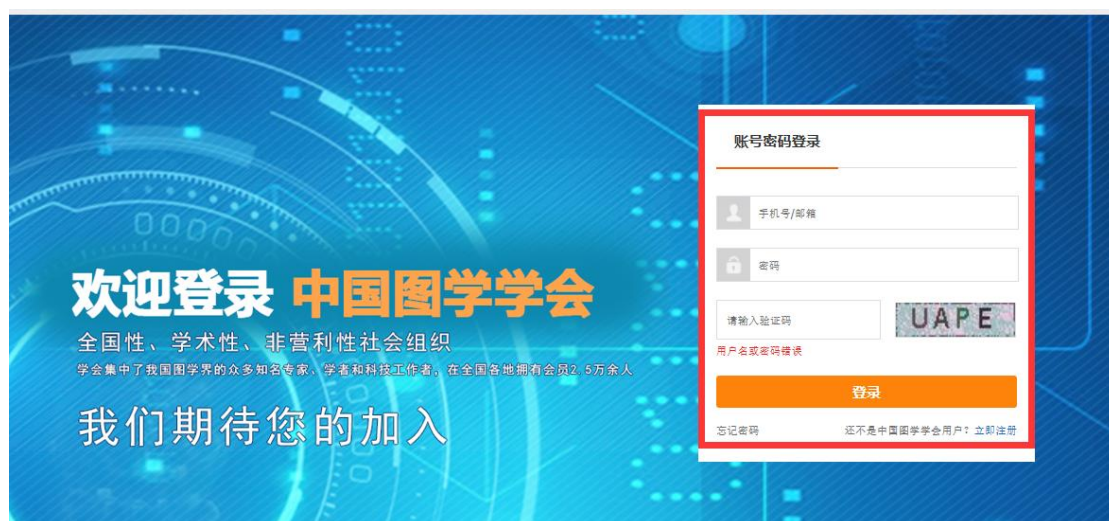 账号密码登录
手机号/邮箱
密码
请输入验证码
UAPE
用户名或密码错误
登录
忘记密码 还不是中国图学学会用户？立即注册
欢迎登录 中国图学学会
全国性、学术性、非营利性社会组织
学会集中了我国图学界的众多知名专家、学者和科技工作者，在全国各地拥有会员2.5万余人
我们期待您的加入